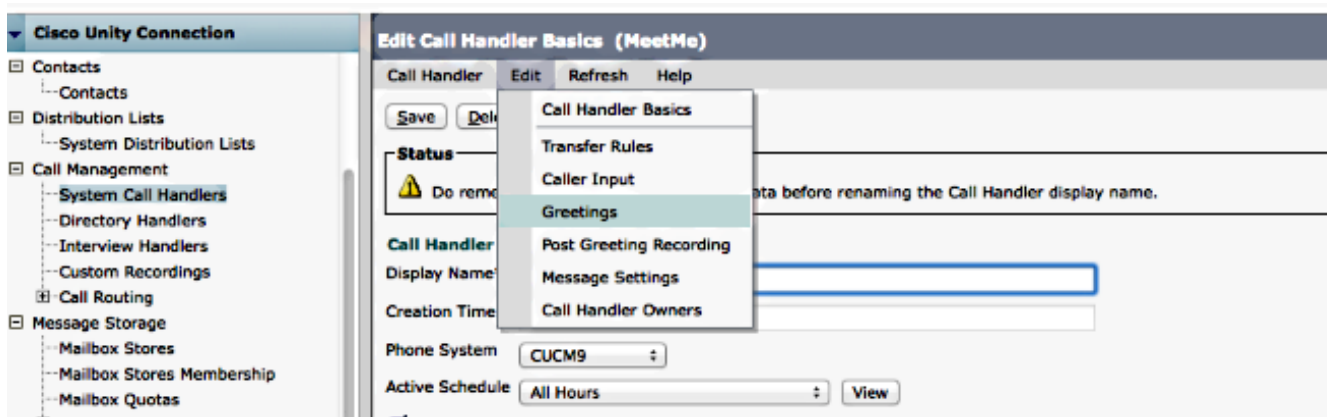 Cisco Unity Connection
Contacts
Contacts
Distribution Lists
System Distribution Lists
Call Management
System Call Handlers
Directory Handlers
Interview Handlers
Custom Recordings
Call Routing
Message Storage
Mailbox Stores
Mailbox Stores Membership
Mailbox Quotas
Edit Call Handler Basics (MeetMe)
Call Handler Edit Refresh Help
Save
Call Handler Basics
Transfer Rules
Caller Input
Greetings
Post Greeting Recording
Message Settings
Call Handler Owners
Status
Do before renaming the Call Handler display name.
Call Handler
Display Name
Creation Time
Phone System CUCM9
Active Schedule All Hours View